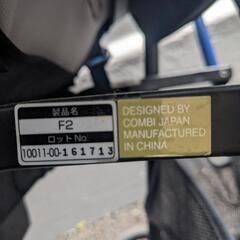 製品名
F2
ロットNo.
10011-00-161713
DESIGNED BY
COMBI JAPAN
MANUFACTURED
IN CHINA